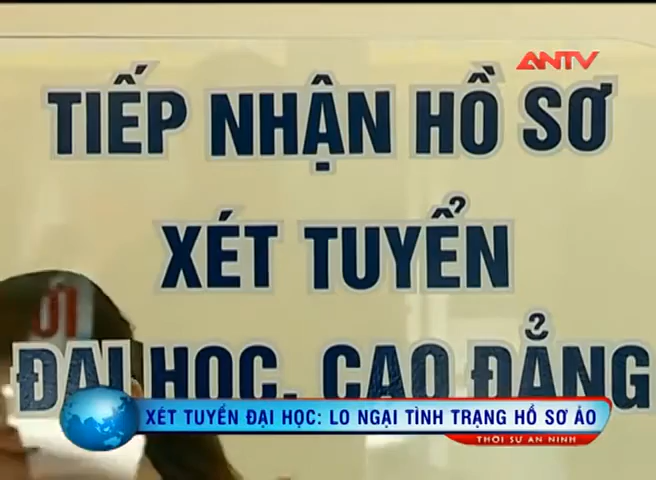 ANTV
TIẾP NHẬN HỒ SƠ
XÉT TUYỂN
ĐẠI HỌC, CAO ĐẲNG
XÉT TUYỂN ĐẠI HỌC: LO NGẠI TÌNH TRẠNG HỒ SƠ ẢO
THỜI SỰ AN NINH